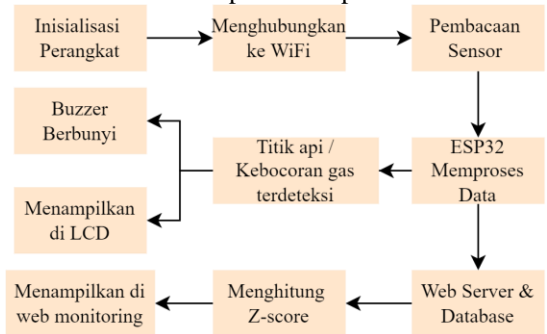 Inisialisasi
Perangkat
Menghubungkan
ke WiFi
Pembacaan
Sensor
Buzzer
Berbunyi
Titik api /
Kebocoran gas
terdeteksi
ESP32
Memproses
Data
Menampilkan
di LCD
Menampilkan di
web monitoring
Menghitung
Z-score
Web Server &
Database